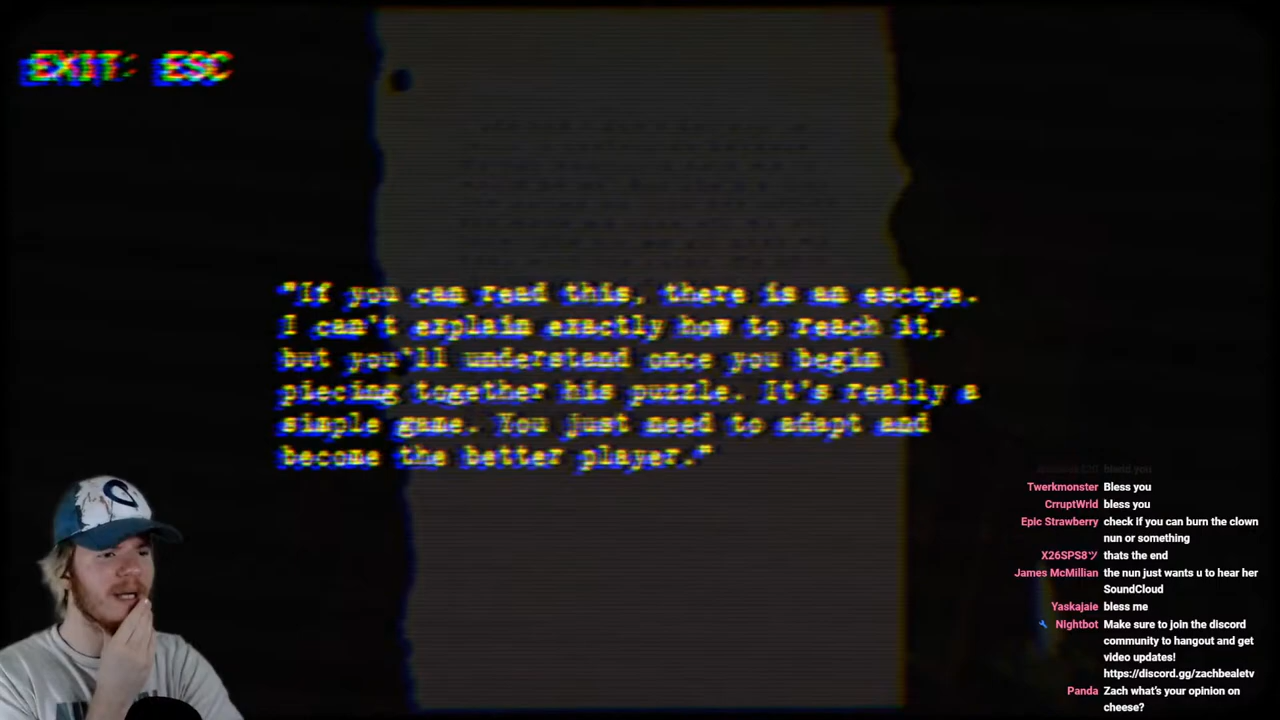 EXIT: ESC
"If you can read this, there is an escape.
I can't explain exactly how to reach it,
but you'll understand once you begin
piecing together his puzzle. It's really a
simple game. You just need to adapt and
become the better player."
Twerkmonster Bless you
CrruptWrld bless you
Epic Strawberry check if you can burn the clown
nun or something
X26SPS8ツ thats the end
James McMillian the nun just wants u to hear her
SoundCloud
Yaskajaie bless me
Nightbot Make sure to join the discord
community to hangout and get
video updates!
https://discord.gg/zachbealetv
Panda Zach what's your opinion on
cheese?